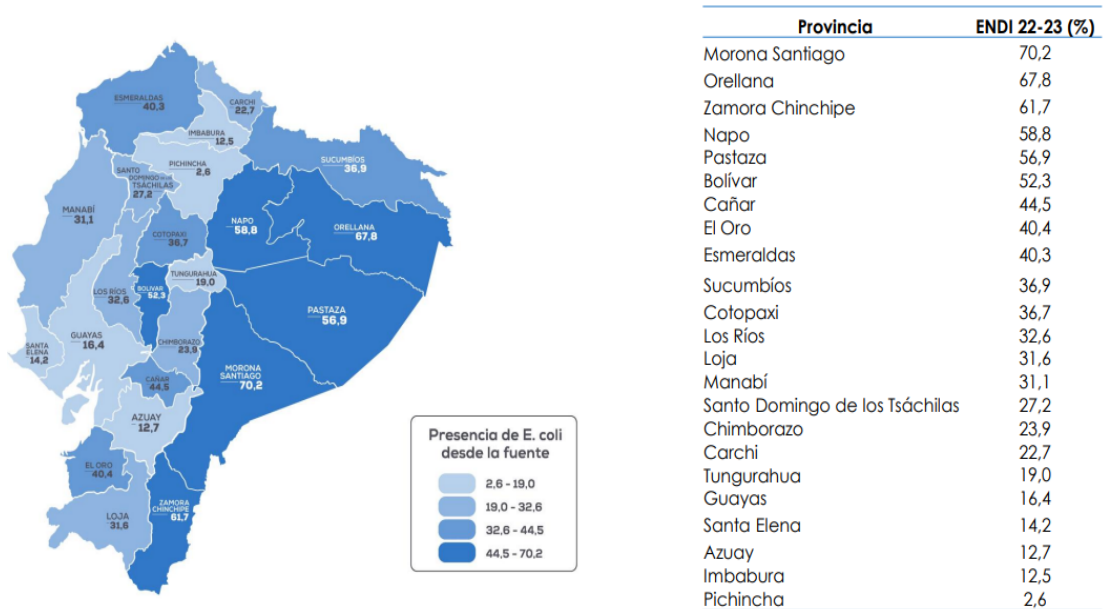 ESMERALDAS
40,3
CARCHI
22,7
IMBABURA
12,5
PICHINCHA
2,6
SUCUMBÍOS
36,9
SANTO
DOMINGO DE LOS
TSÁCHILAS
27,2
MANABÍ
31,1
NAPO
58,8
ORELLANA
67,8
COTOPAXI
36,7
TUNGURAHUA
19,0
LOS RÍOS
32,6
BOLIVAR
52,3
PASTAZA
56,9
GUAYAS
16,4
SANTA
ELENA
14,2
CHIMBORAZO
23,9
MORONA
SANTIAGO
70,2
CAÑAR
44,5
AZUAY
12,7
EL ORO
40,4
ZAMORA
CHINCHIPE
61,7
LOJA
31,6
Presencia de E. coli
desde la fuente
2,6 - 19,0
19,0 - 32,6
32,6 - 44,5
44,5 - 70,2
Provincia ENDI 22-23 (%)
Morona Santiago 70,2
Orellana 67,8
Zamora Chinchipe 61,7
Napo 58,8
Pastaza 56,9
Bolívar 52,3
Cañar 44,5
El Oro 40,4
Esmeraldas 40,3
Sucumbíos 36,9
Cotopaxi 36,7
Los Ríos 32,6
Loja 31,6
Manabí 31,1
Santo Domingo de los Tsáchilas 27,2
Chimborazo 23,9
Carchi 22,7
Tungurahua 19,0
Guayas 16,4
Santa Elena 14,2
Azuay 12,7
Imbabura 12,5
Pichincha 2,6